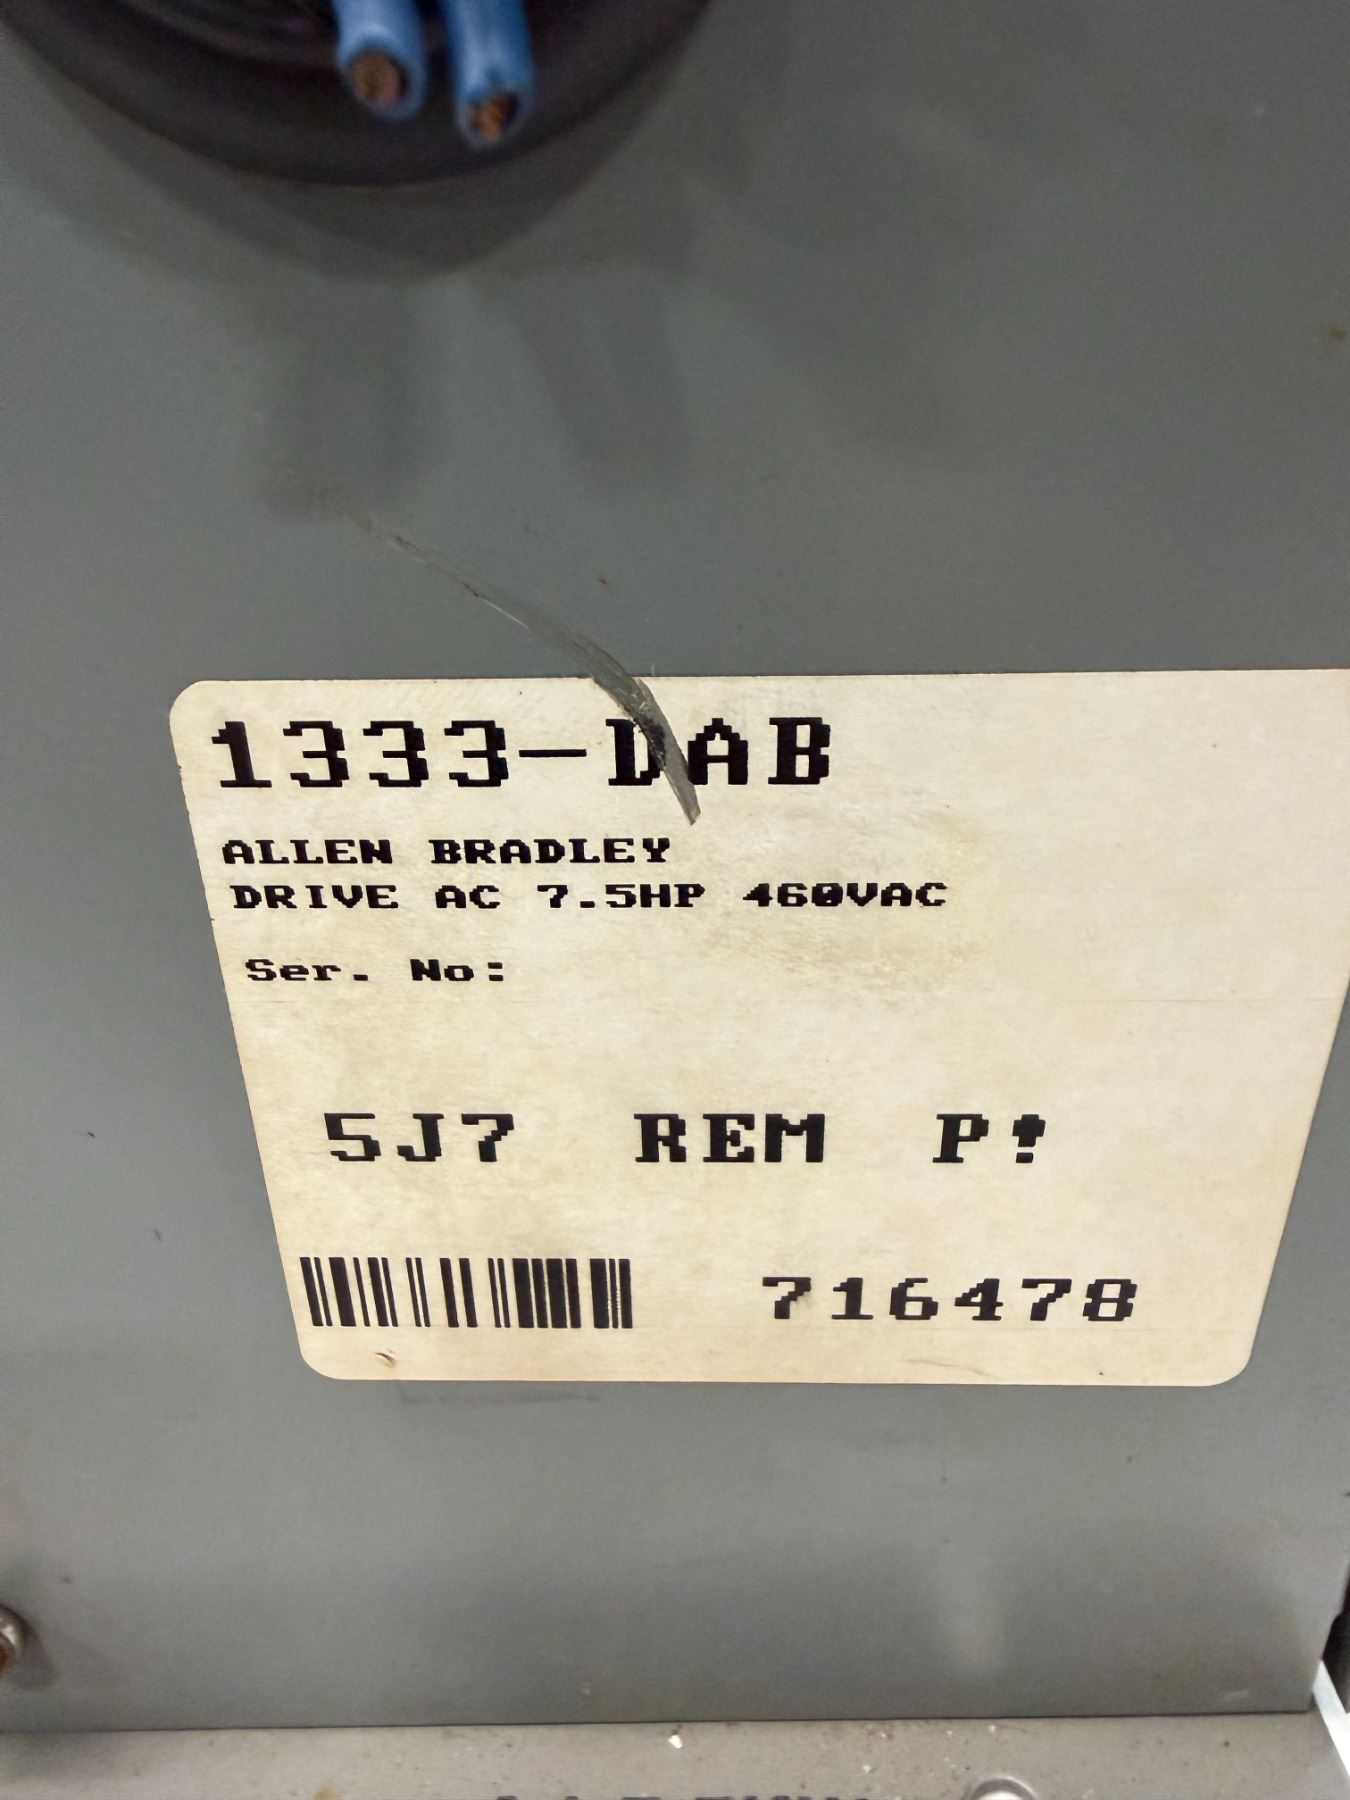 1333-DAB
ALLEN BRADLEY
DRIVE AC 7.5HP 460VAC
Ser. No:
5J7 REM P!
716478